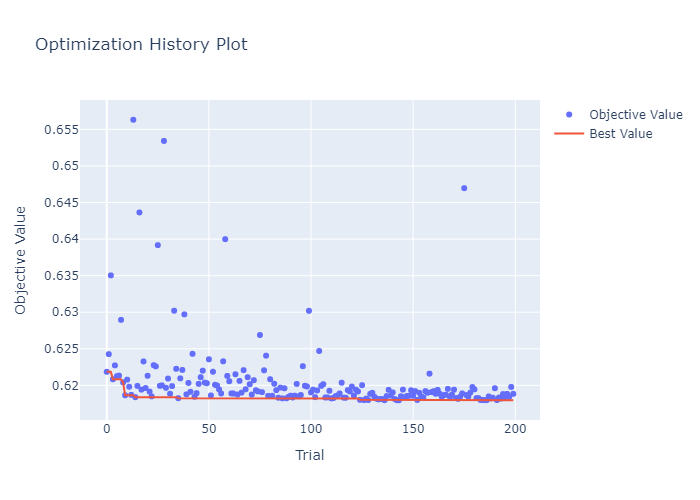 Optimization History Plot
Objective Value
Best Value
0.655
0.65
0.645
0.64
0.635
0.63
0.625
0.62
Objective Value
0
50
100
150
200
Trial